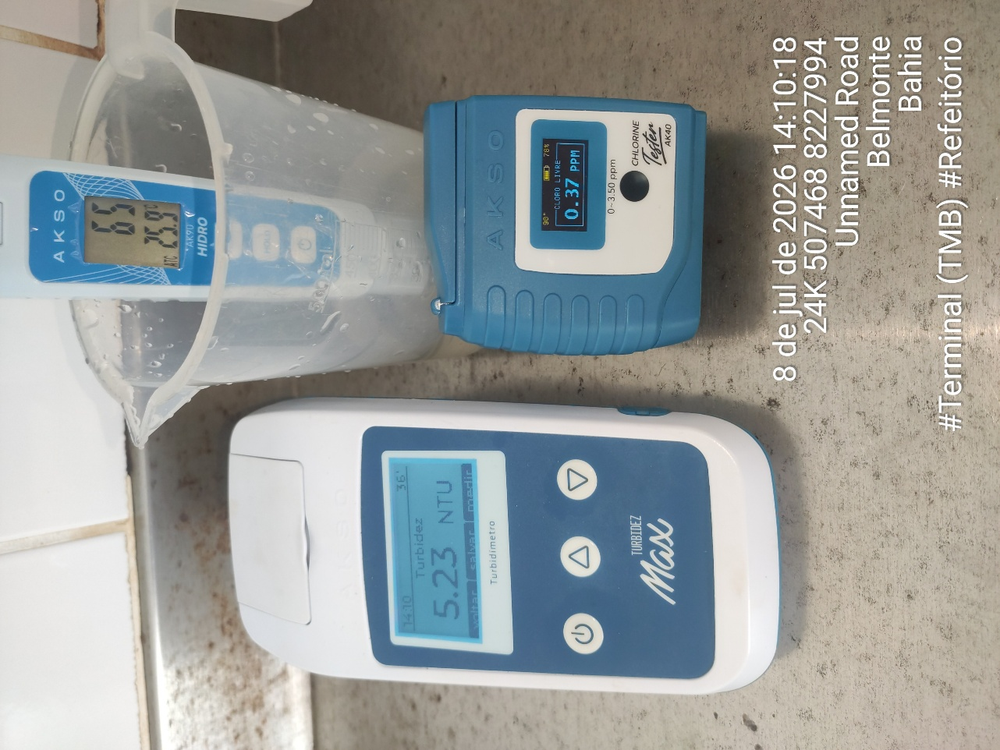 AKSO
ATC
25.9°C
*AK90
HIDRO
AKSO
90° 78%
CLORO LIVRE
0.37 PPM
0~3.50 ppm
CHLORINE
Tester
AK40
14:10 36°
Turbidez
5.23 NTU
voltar salvar medir
Turbidímetro
TURBIDEZ
Max
8 de jul de 2026 14:10:18
24K 507468 8227994
Unnamed Road
Belmonte
Bahia
#Terminal (TMB) #Refeitório